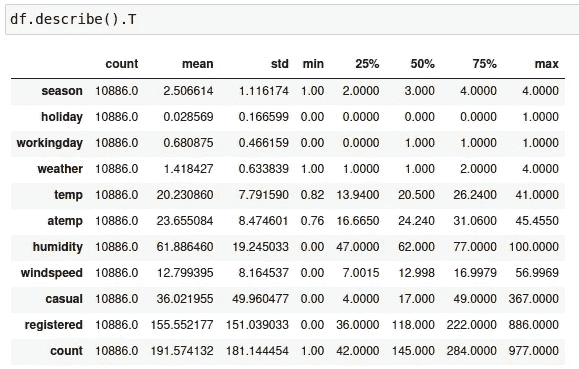 df.describe().T
count mean std min 25% 50% 75% max
season 10886.0 2.506614 1.116174 1.00 2.0000 3.000 4.0000 4.0000
holiday 10886.0 0.028569 0.166599 0.00 0.0000 0.000 0.0000 1.0000
workingday 10886.0 0.680875 0.466159 0.00 0.0000 1.000 1.0000 1.0000
weather 10886.0 1.418427 0.633839 1.00 1.0000 1.000 2.0000 4.0000
temp 10886.0 20.230860 7.791590 0.82 13.9400 20.500 26.2400 41.0000
atemp 10886.0 23.655084 8.474601 0.76 16.6650 24.240 31.0600 45.4550
humidity 10886.0 61.886460 19.245033 0.00 47.0000 62.000 77.0000 100.0000
windspeed 10886.0 12.799395 8.164537 0.00 7.0015 12.998 16.9979 56.9969
casual 10886.0 36.021955 49.960477 0.00 4.0000 17.000 49.0000 367.0000
registered 10886.0 155.552177 151.039033 0.00 36.0000 118.000 222.0000 886.0000
count 10886.0 191.574132 181.144454 1.00 42.0000 145.000 284.0000 977.0000